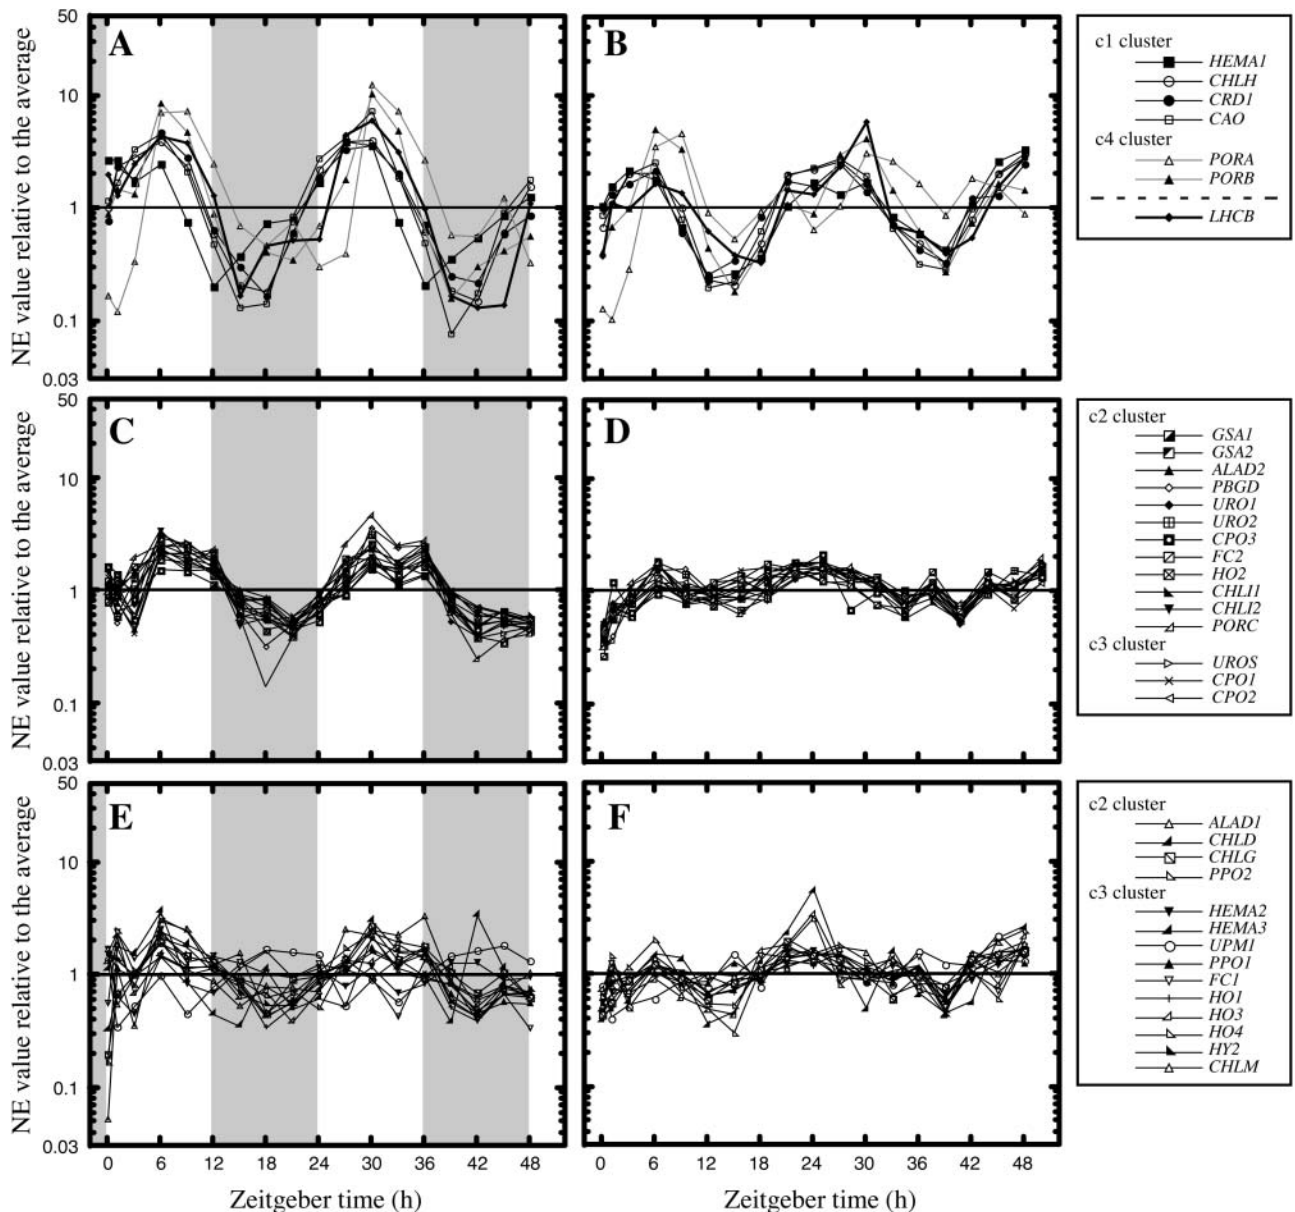 A
B
50
10
1
0.1
0.03
NE value relative to the average
c1 cluster
HEMA1
CHLH
CRD1
CAO
c4 cluster
PORA
PORB
LHCB
C
D
50
10
1
0.1
0.03
NE value relative to the average
c2 cluster
GSA1
GSA2
ALAD2
PBGD
URO1
URO2
CPO3
FC2
HO2
CHLI1
CHLI2
PORC
c3 cluster
UROS
CPO1
CPO2
E
F
50
10
1
0.1
0.03
NE value relative to the average
0 6 12 18 24 30 36 42 48
Zeitgeber time (h)
0 6 12 18 24 30 36 42 48
Zeitgeber time (h)
c2 cluster
ALAD1
CHLD
CHLG
PPO2
c3 cluster
HEMA2
HEMA3
UPM1
PPO1
FC1
HO1
HO3
HO4
HY2
CHLM